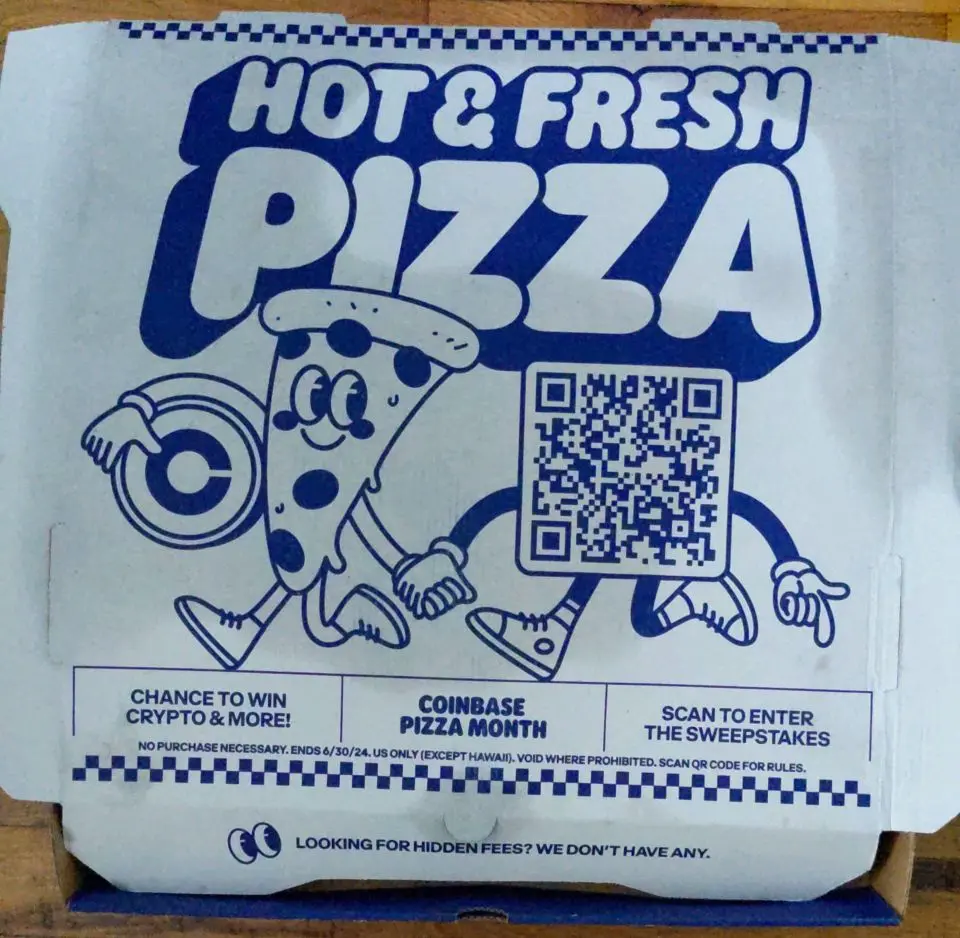 HOT & FRESH
PIZZA
CHANCE TO WIN
CRYPTO & MORE!
COINBASE
PIZZA MONTH
SCAN TO ENTER
THE SWEEPSTAKES
NO PURCHASE NECESSARY. ENDS 6/30/24. US ONLY (EXCEPT HAWAII). VOID WHERE PROHIBITED. SCAN QR CODE FOR RULES.
LOOKING FOR HIDDEN FEES? WE DON'T HAVE ANY.